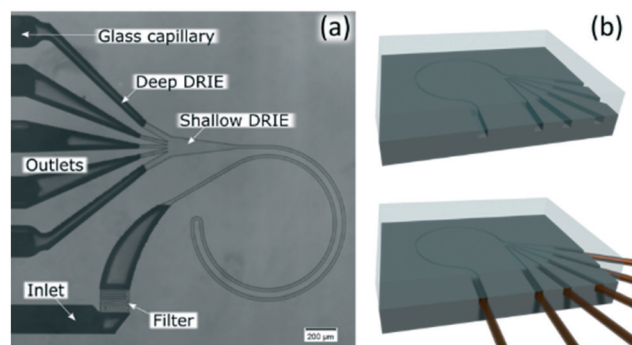 (a)
Glass capillary
Deep DRIE
Shallow DRIE
Outlets
Inlet
Filter
200 µm
(b)